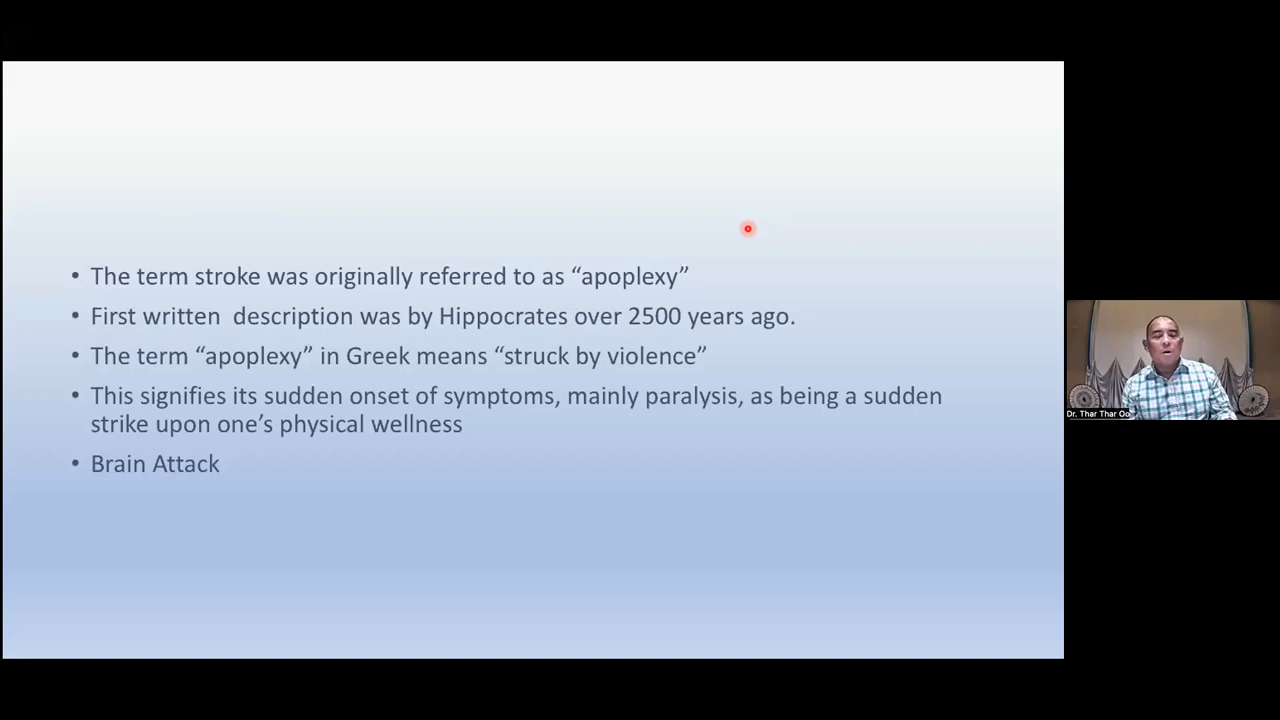 • The term stroke was originally referred to as “apoplexy”
• First written  description was by Hippocrates over 2500 years ago.
• The term “apoplexy” in Greek means “struck by violence”
• This signifies its sudden onset of symptoms, mainly paralysis, as being a sudden
strike upon one’s physical wellness
• Brain Attack
Dr. Thar Thar Oo